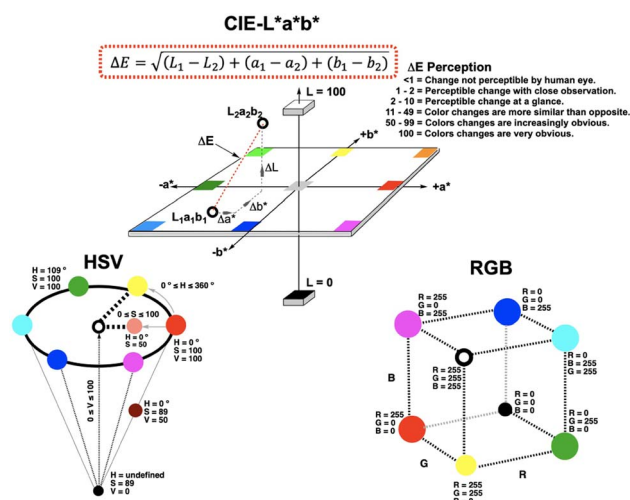 CIE-L*a*b*
ΔE = √(L₁ − L₂) + (a₁ − a₂) + (b₁ − b₂)
ΔE Perception
<1 = Change not perceptible by human eye.
1 - 2 = Perceptible change with close observation.
2 - 10 = Perceptible change at a glance.
11 - 49 = Color changes are more similar than opposite.
50 - 99 = Colors changes are increasingly obvious.
100 = Colors changes are very obvious.
L = 100
L₂a₂b₂
+b*
ΔE
ΔL
-a*
+a*
Δb*
L₁a₁b₁
Δa*
-b*
L = 0
HSV
H = 109 °
S = 100
V = 100
0 ° ≤ H ≤ 360 °
0 ≤ S ≤ 100
H = 0 °
S = 50
H = 0 °
S = 100
V = 100
0 ≤ V ≤ 100
H = 0 °
S = 89
V = 50
H = undefined
S = 89
V = 0
RGB
R = 255
G = 0
B = 255
R = 0
G = 0
B = 255
R = 255
G = 255
B = 255
R = 0
B = 255
G = 255
B
R = 255
G = 0
B = 0
R = 0
G = 0
B = 0
R = 0
G = 255
B = 0
G
R
R = 255
G = 255
B = 0